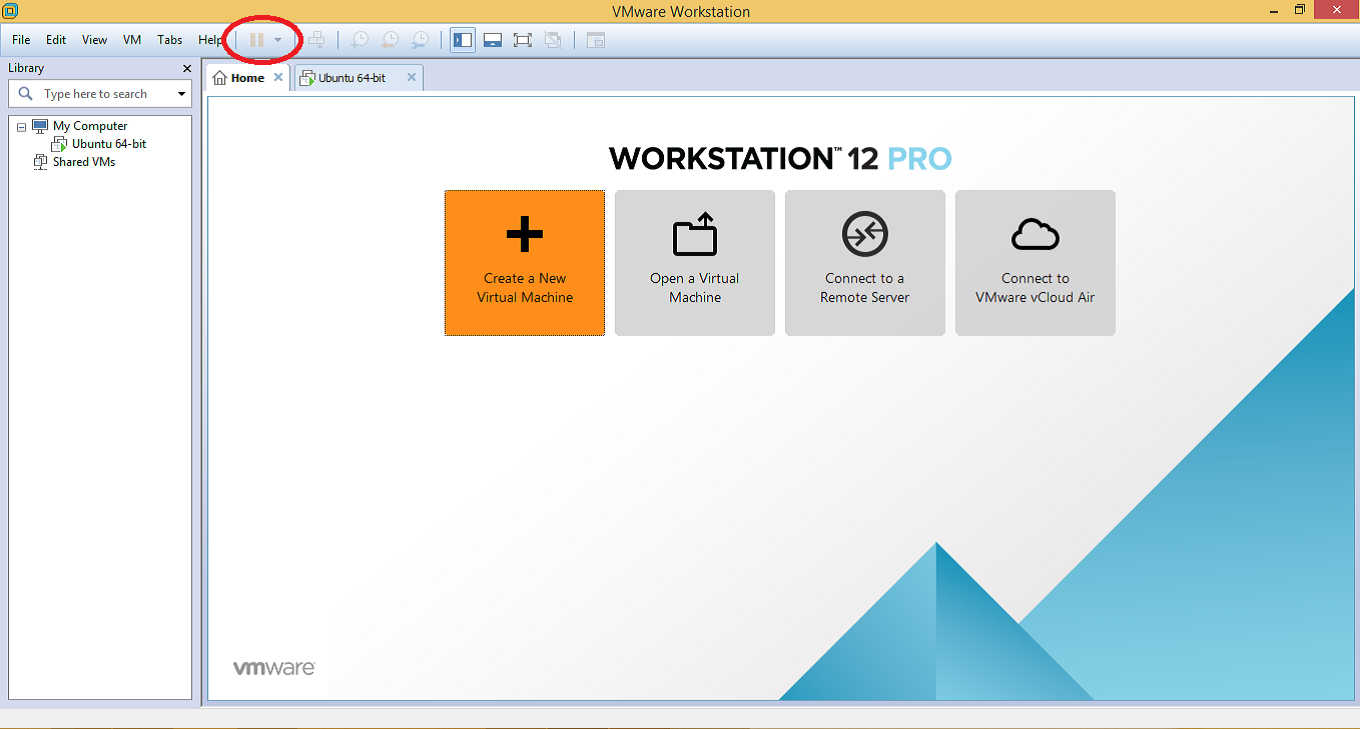 VMware Workstation
File Edit View VM Tabs Help
Library
Home
Ubuntu 64-bit
Type here to search
My Computer
Ubuntu 64-bit
Shared VMs
WORKSTATION™ 12 PRO
Create a New
Virtual Machine
Open a Virtual
Machine
Connect to a
Remote Server
Connect to
VMware vCloud Air
vmware